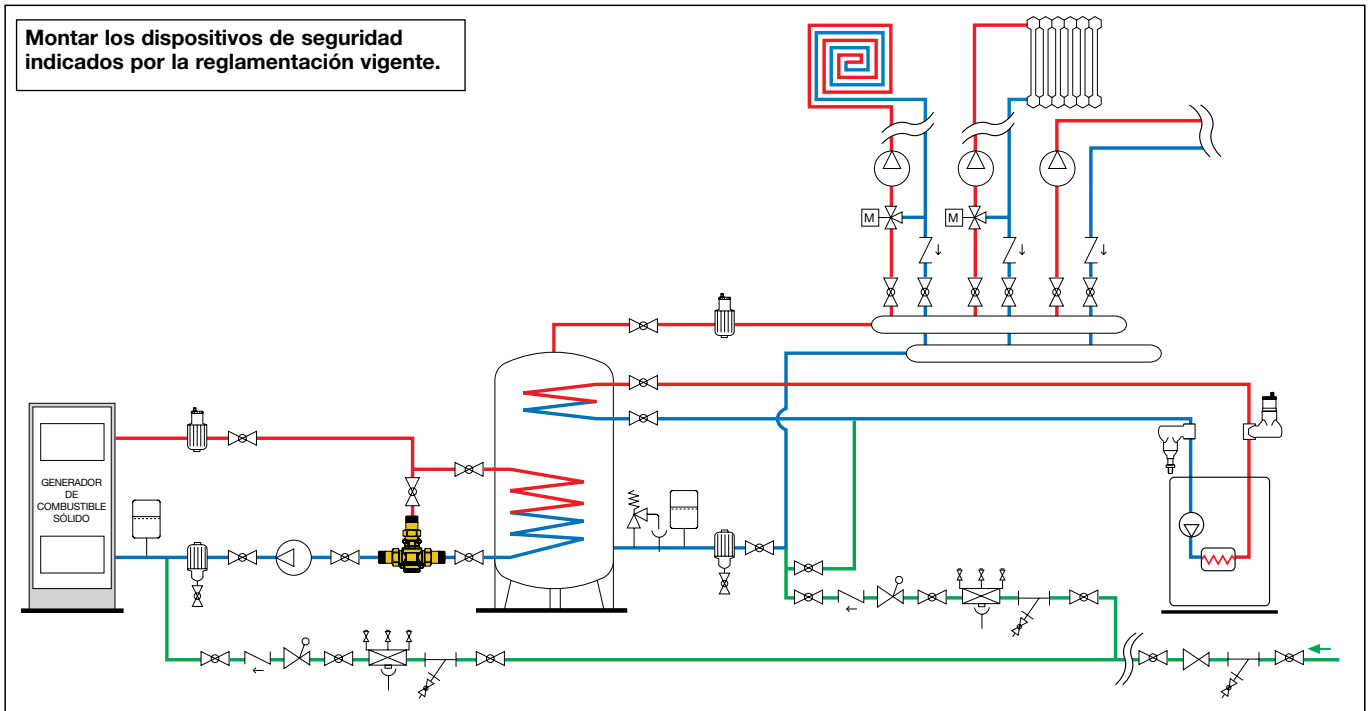 Montar los dispositivos de seguridad
indicados por la reglamentación vigente.
M
M
GENERADOR
DE
COMBUSTIBLE
SÓLIDO